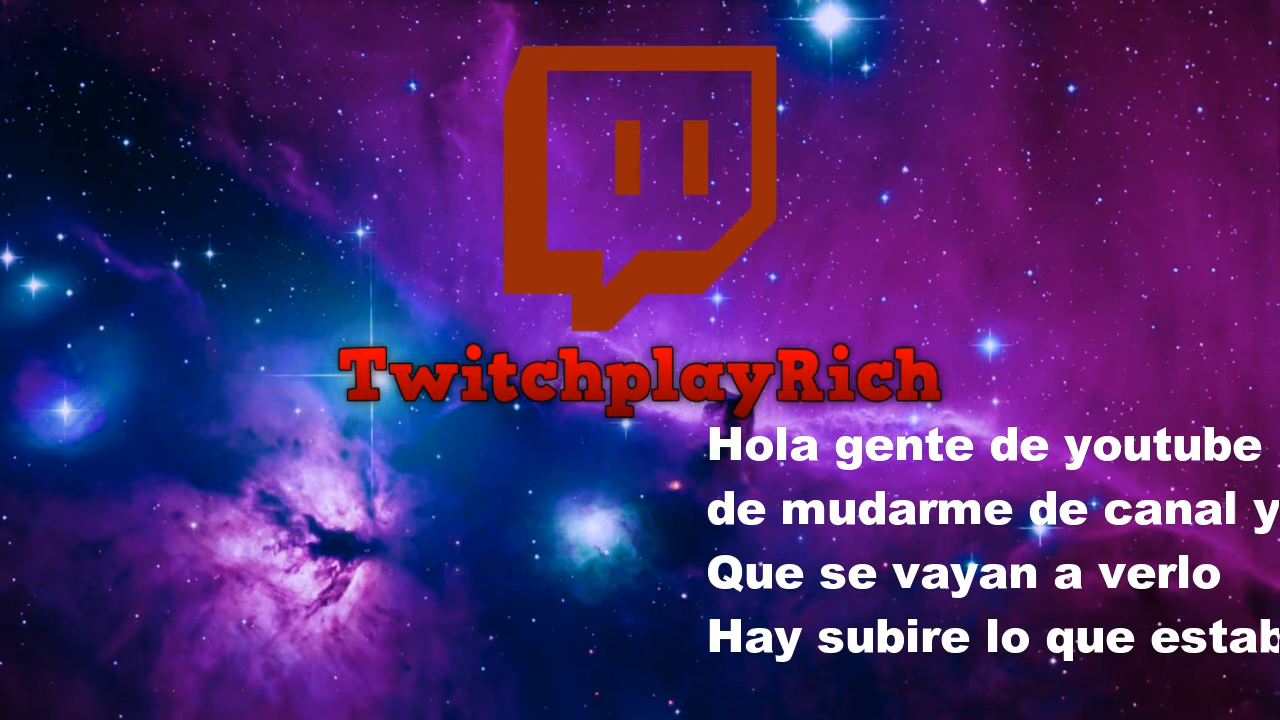 TwitchplayRich
Hola gente de youtube
de mudarme de canal y
Que se vayan a verlo
Hay subire lo que